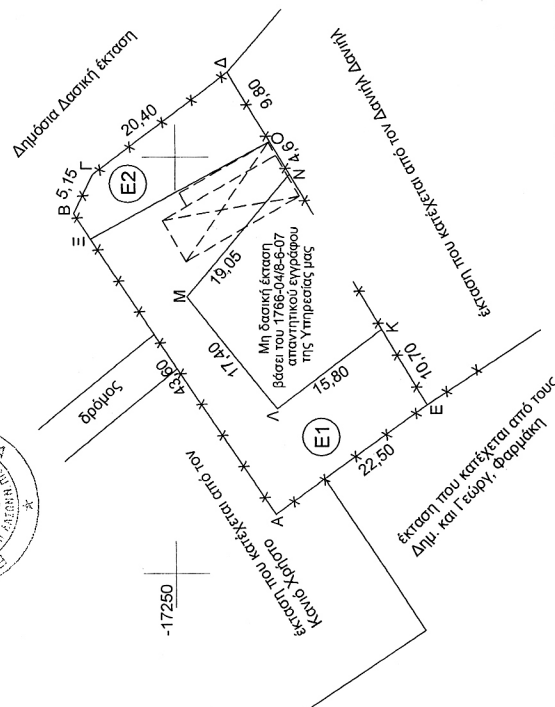 Δημόσια Δασική έκταση
Δ
20,40
9,80
Γ
5,15
Β
Ε2
Ο
4,6
Ν
Ξ
έκταση που κατέχεται από τον Δανιήλ Δανιήλ
19,05
Μ
Μη δασική έκταση
βάσει του 1766-04/8-6-07
απαντητικού εγγράφου
της Υπηρεσίας μας
δρόμος
43,60
17,40
Κ
15,80
10,70
Λ
Ε
Ε1
22,50
Α
έκταση που κατέχεται από τον
Κανιό Χρήστο
έκταση που κατέχεται από τους
Δημ. και Γεώργ, Φαρμάκη
-17250